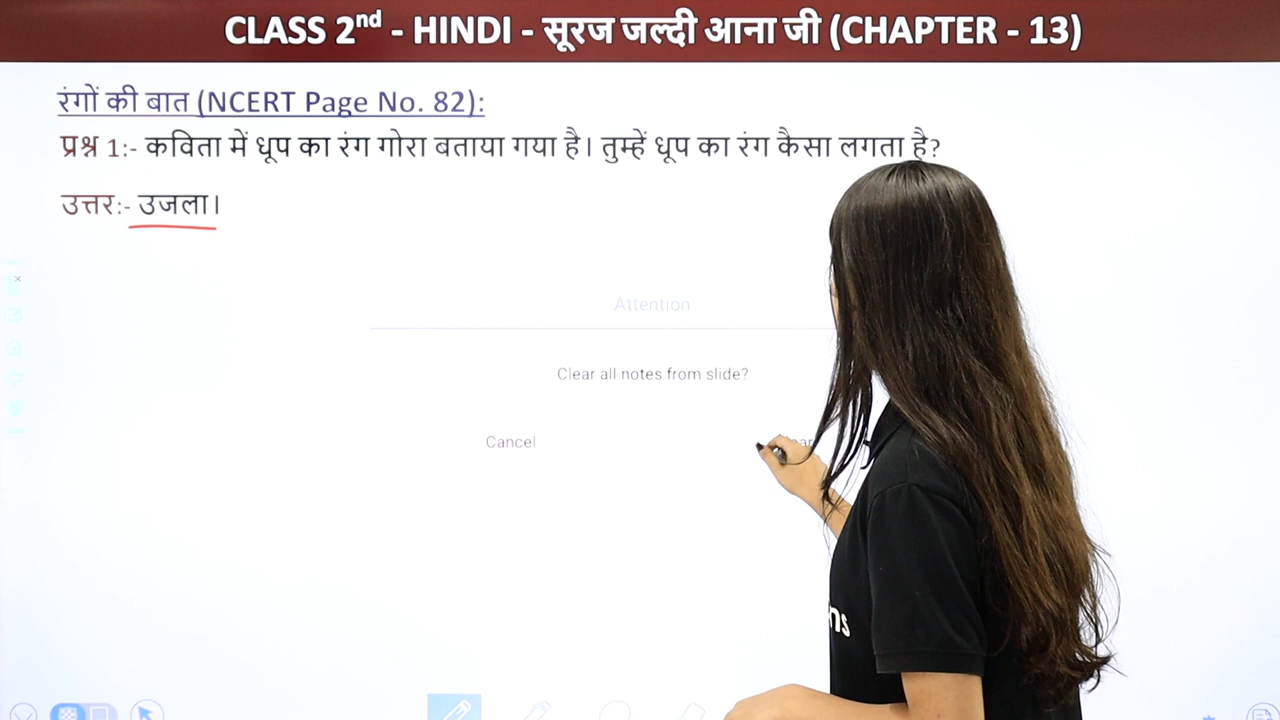 CLASS 2nd - HINDI - सूरज जल्दी आना जी (CHAPTER - 13)
रंगों की बात (NCERT Page No. 82):
प्रश्न 1:- कविता में धूप का रंग गोरा बताया गया है। तुम्हें धूप का रंग कैसा लगता है?
उत्तर:- उजला।
Attention
Clear all notes from slide?
Cancel